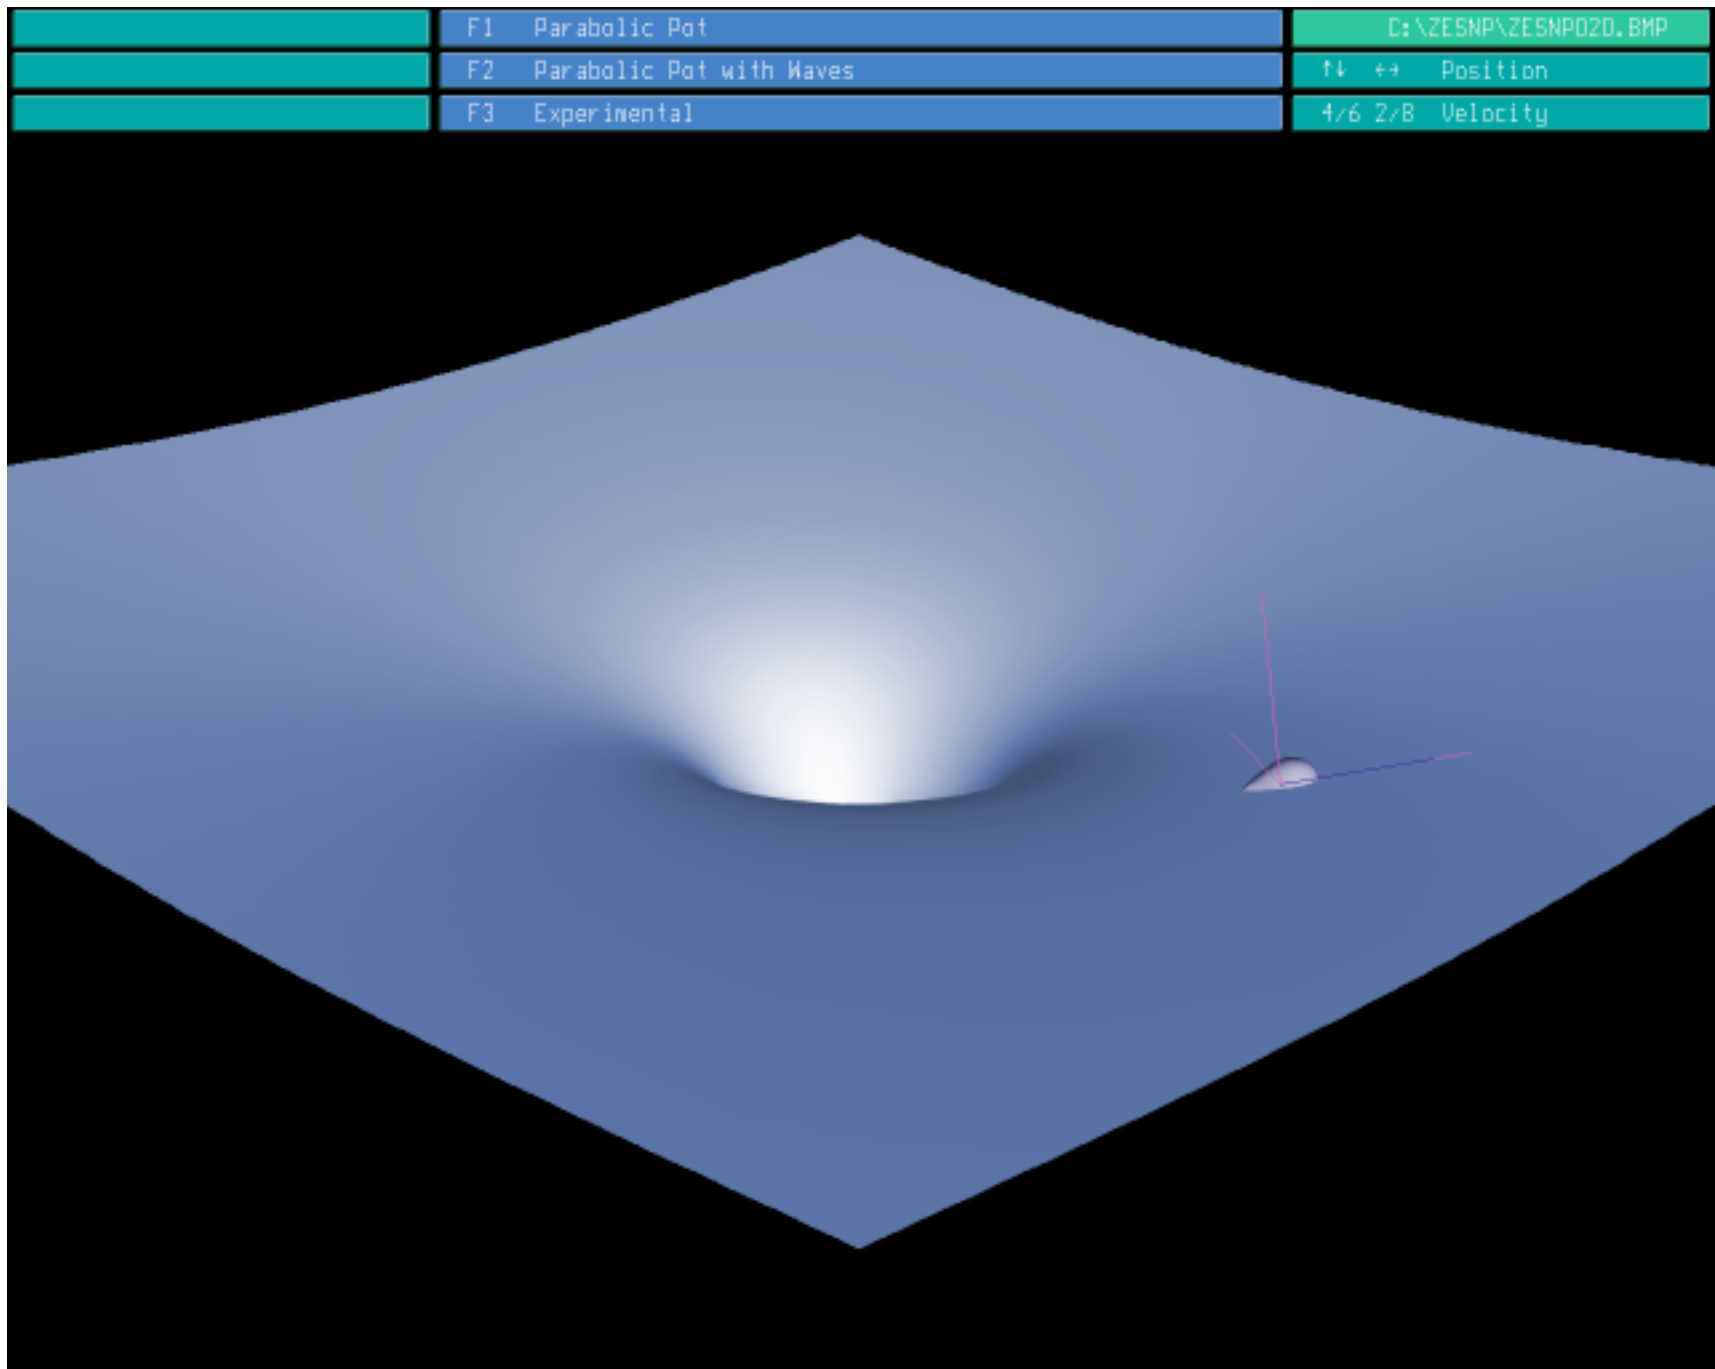 F1 Parabolic Pot
C:\ZESNP\ZESNP020.BMP
F2 Parabolic Pot with Waves
↑↓ ←→ Position
F3 Experimental
4/6 2/8 Velocity